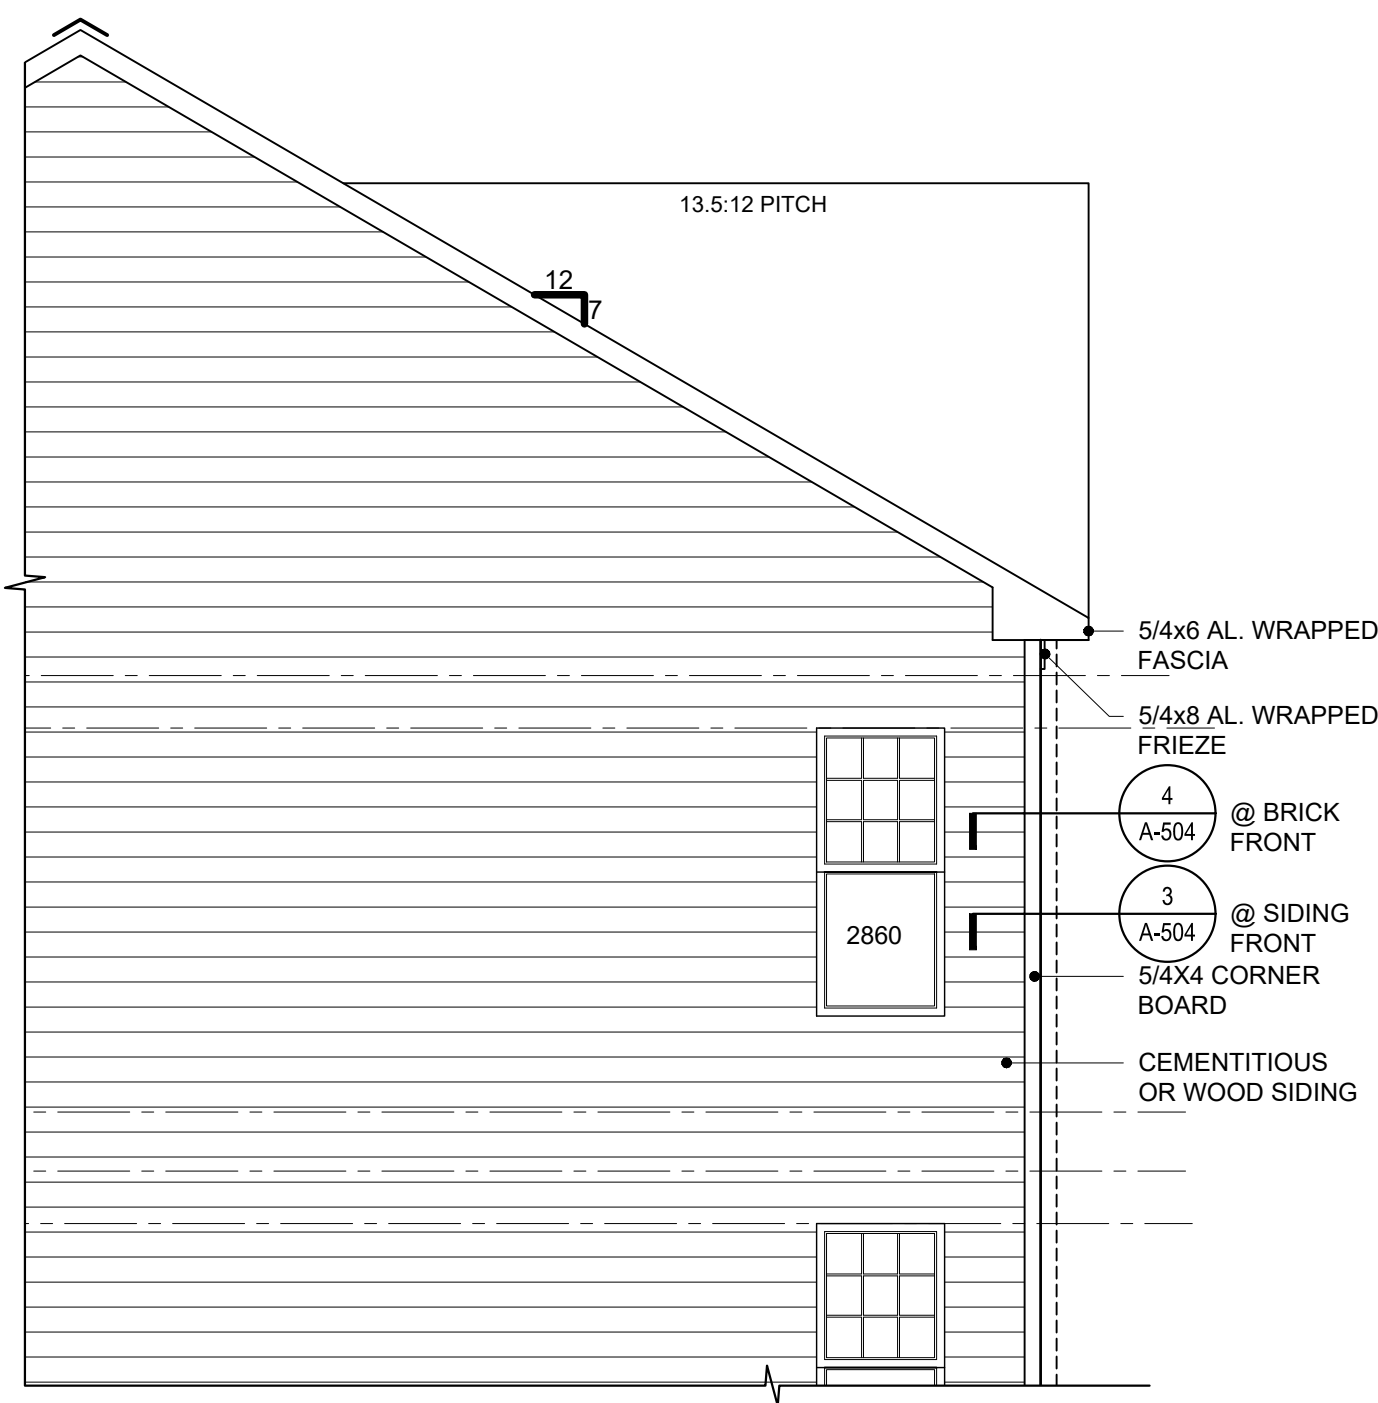 13.5:12 PITCH
12
7
5/4x6 AL. WRAPPED
FASCIA
5/4x8 AL. WRAPPED
FRIEZE
4
A-504
@ BRICK
FRONT
3
A-504
@ SIDING
FRONT
2860
5/4X4 CORNER
BOARD
CEMENTITIOUS
OR WOOD SIDING